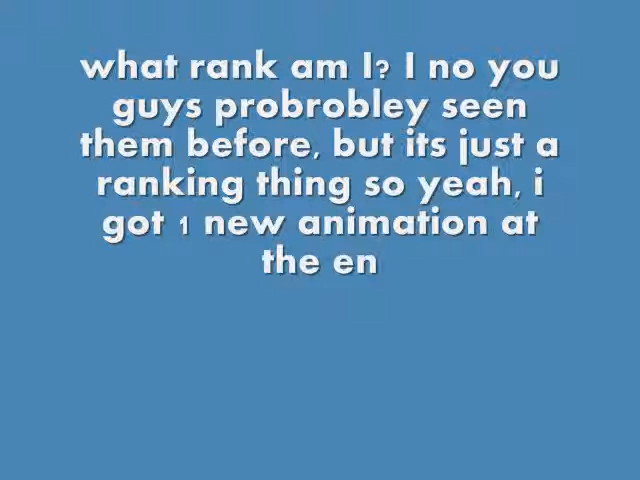 what rank am I? I no you
guys probrobley seen
them before, but its just a
ranking thing so yeah, i
got 1 new animation at
the en